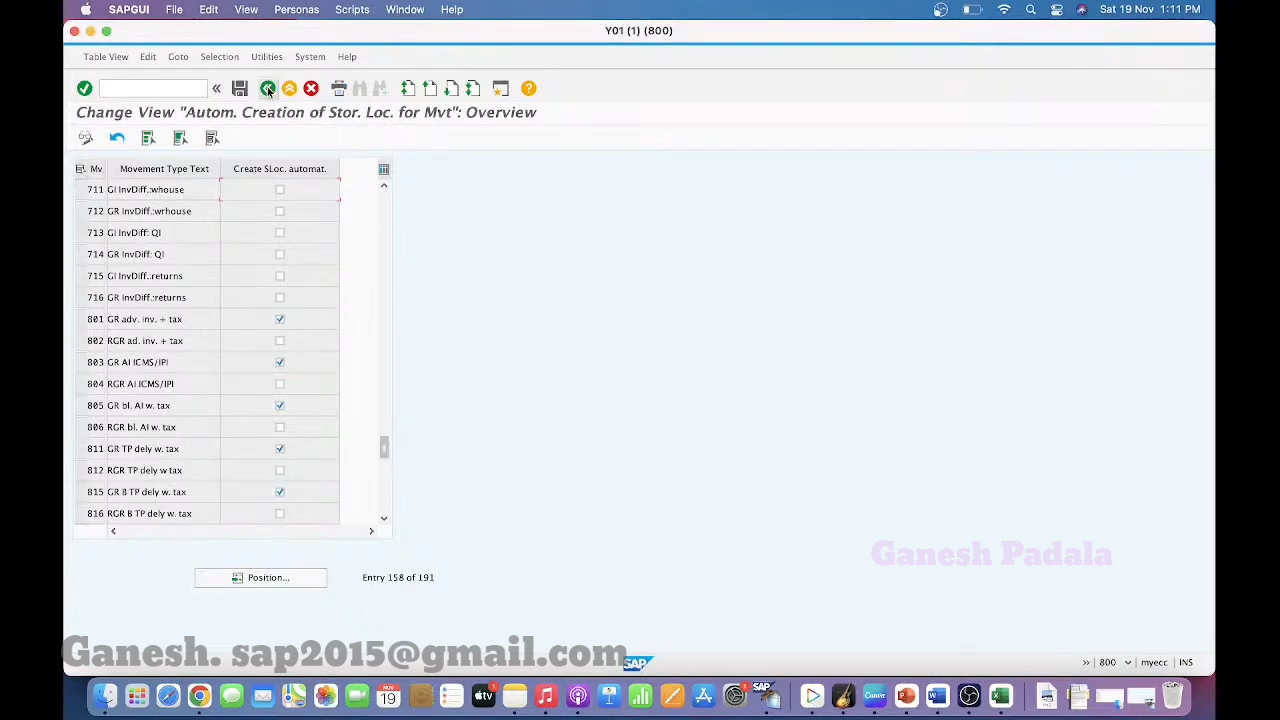 SAPGUI File Edit Personas Scripts Window Help Sat 19 Nov 1:11 PM
Y01 (1) (800)
Table View Edit Goto Selection Utilities System Help
Change View "Autom. Creation of Stor. Loc. for Mvt": Overview
Mv Movement Type Text Create SLoc. automat.
711 GI InvDiff.:whouse
712 GR InvDiff.:wrhouse
713 GI InvDiff: QI
714 GR InvDiff: QI
715 GI InvDiff.:returns
716 GR InvDiff.:returns
801 GR adv. inv. + tax
802 RGR ad. inv. + tax
803 GR AI ICMS/IPI
804 RGR AI ICMS/IPI
805 GR bl. AI w. tax
806 RGR bl. AI w. tax
811 GR TP dely w. tax
812 RGR TP dely w tax
815 GR B TP dely w. tax
816 RGR B TP dely w. tax
Position... Entry 158 of 191
Ganesh Padala
Ganesh. sap2015@gmail.com
SAP 800 myecc INS
NOV
19
tv
SAP